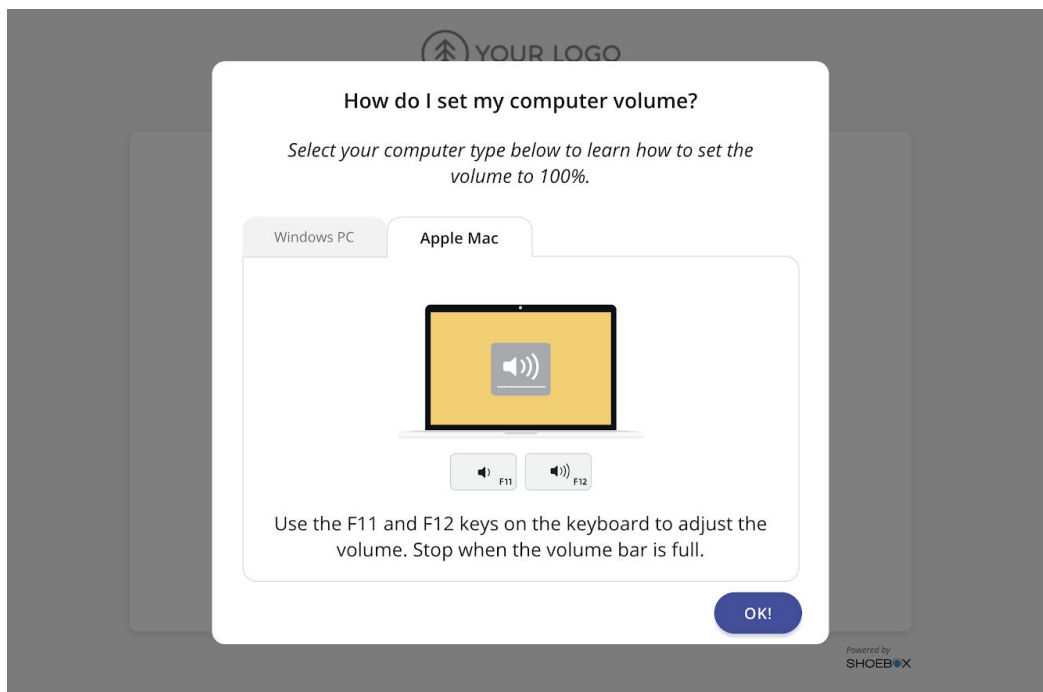 YOUR LOGO
How do I set my computer volume?
Select your computer type below to learn how to set the
volume to 100%.
Windows PC
Apple Mac
F11
F12
Use the F11 and F12 keys on the keyboard to adjust the
volume. Stop when the volume bar is full.
OK!
Powered by
SHOEBOX